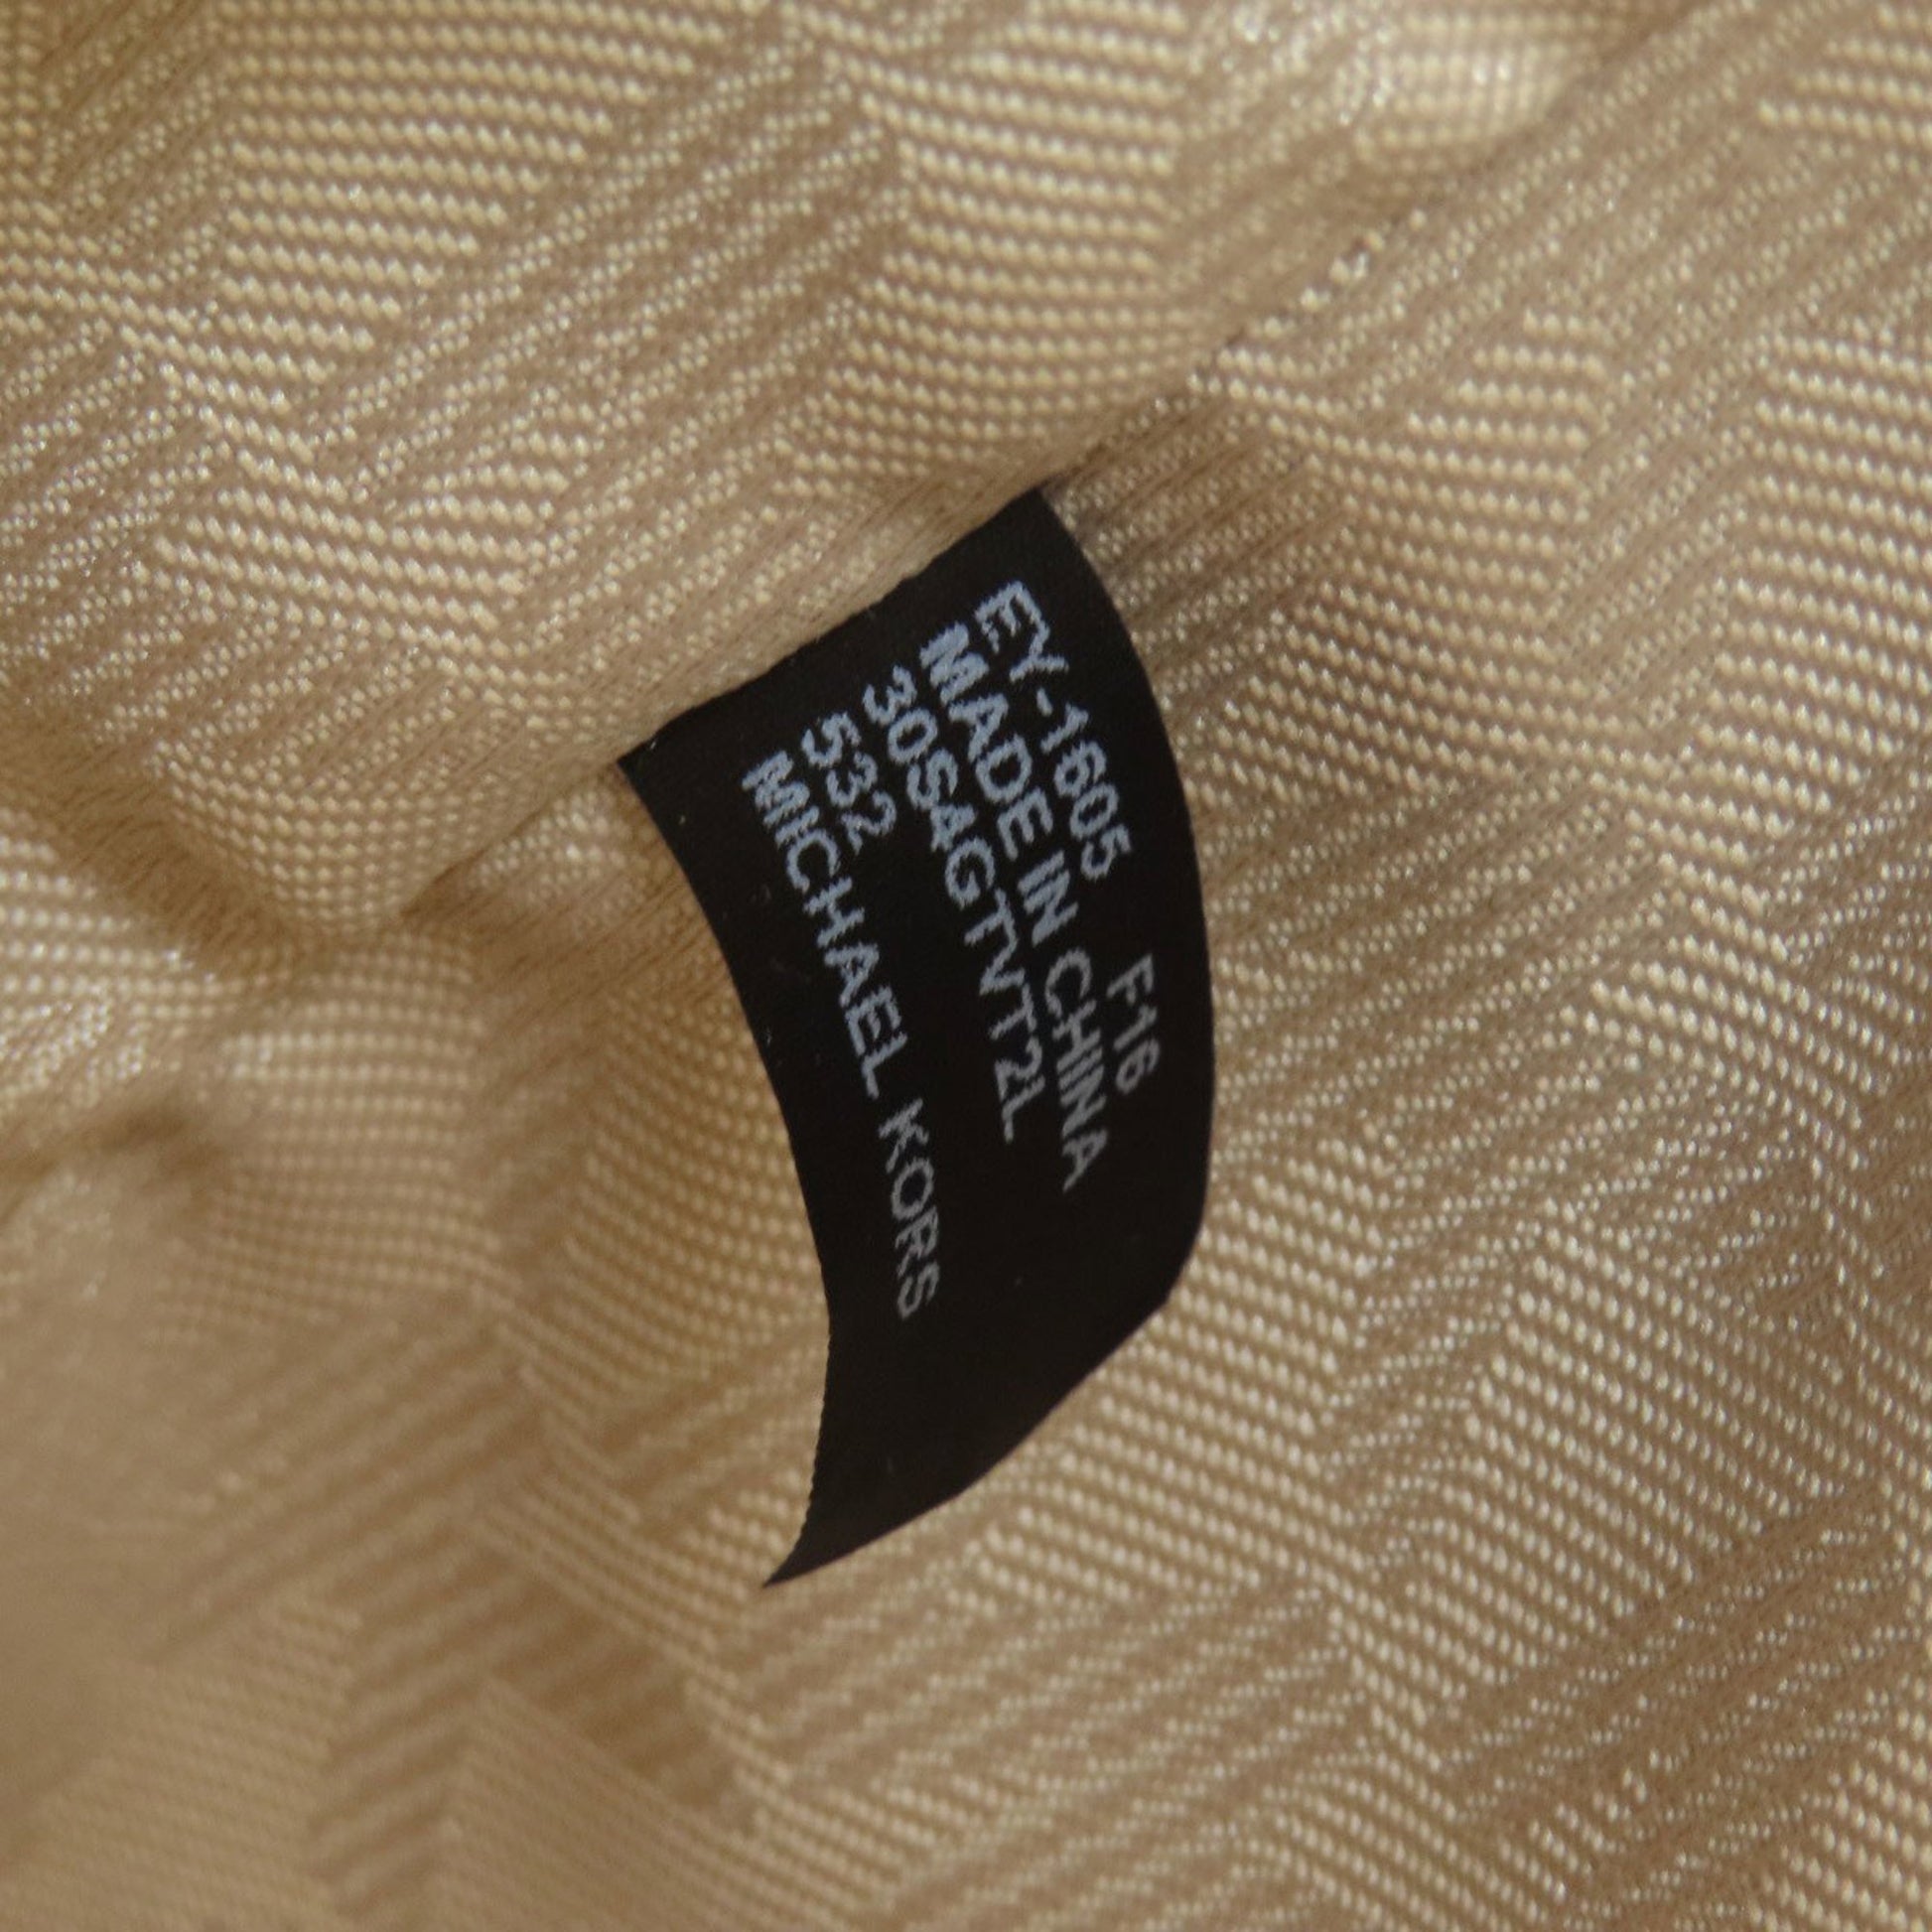 EY-1605 F16
MADE IN CHINA
30S4GTVT2L
532
MICHAEL KORS